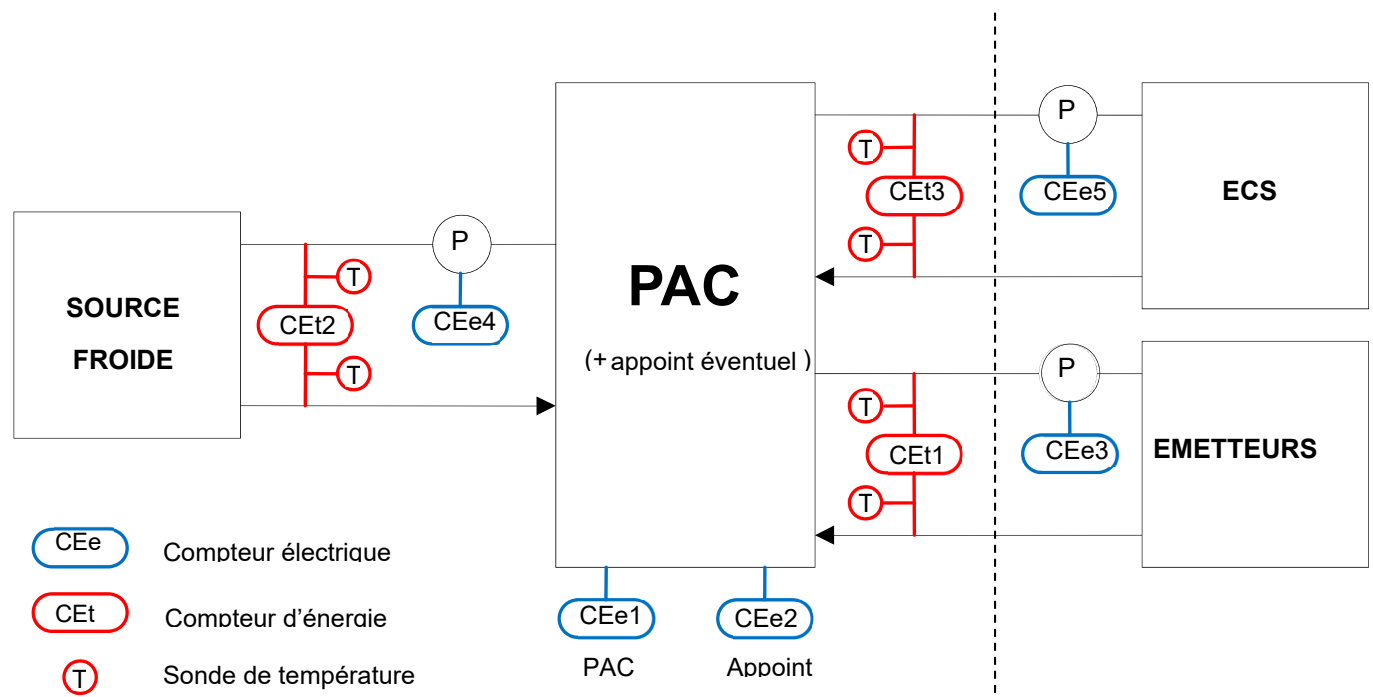 P
P
T
CEt3
CEe5
ECS
T
P
T
SOURCE
FROIDE
CEt2
CEe4
T
PAC
(+ appoint éventuel )
P
T
CEt1
CEe3
EMETTEURS
T
CEe
Compteur électrique
CEt
Compteur d’énergie
T
Sonde de température
CEe1
CEe2
PAC
Appoint